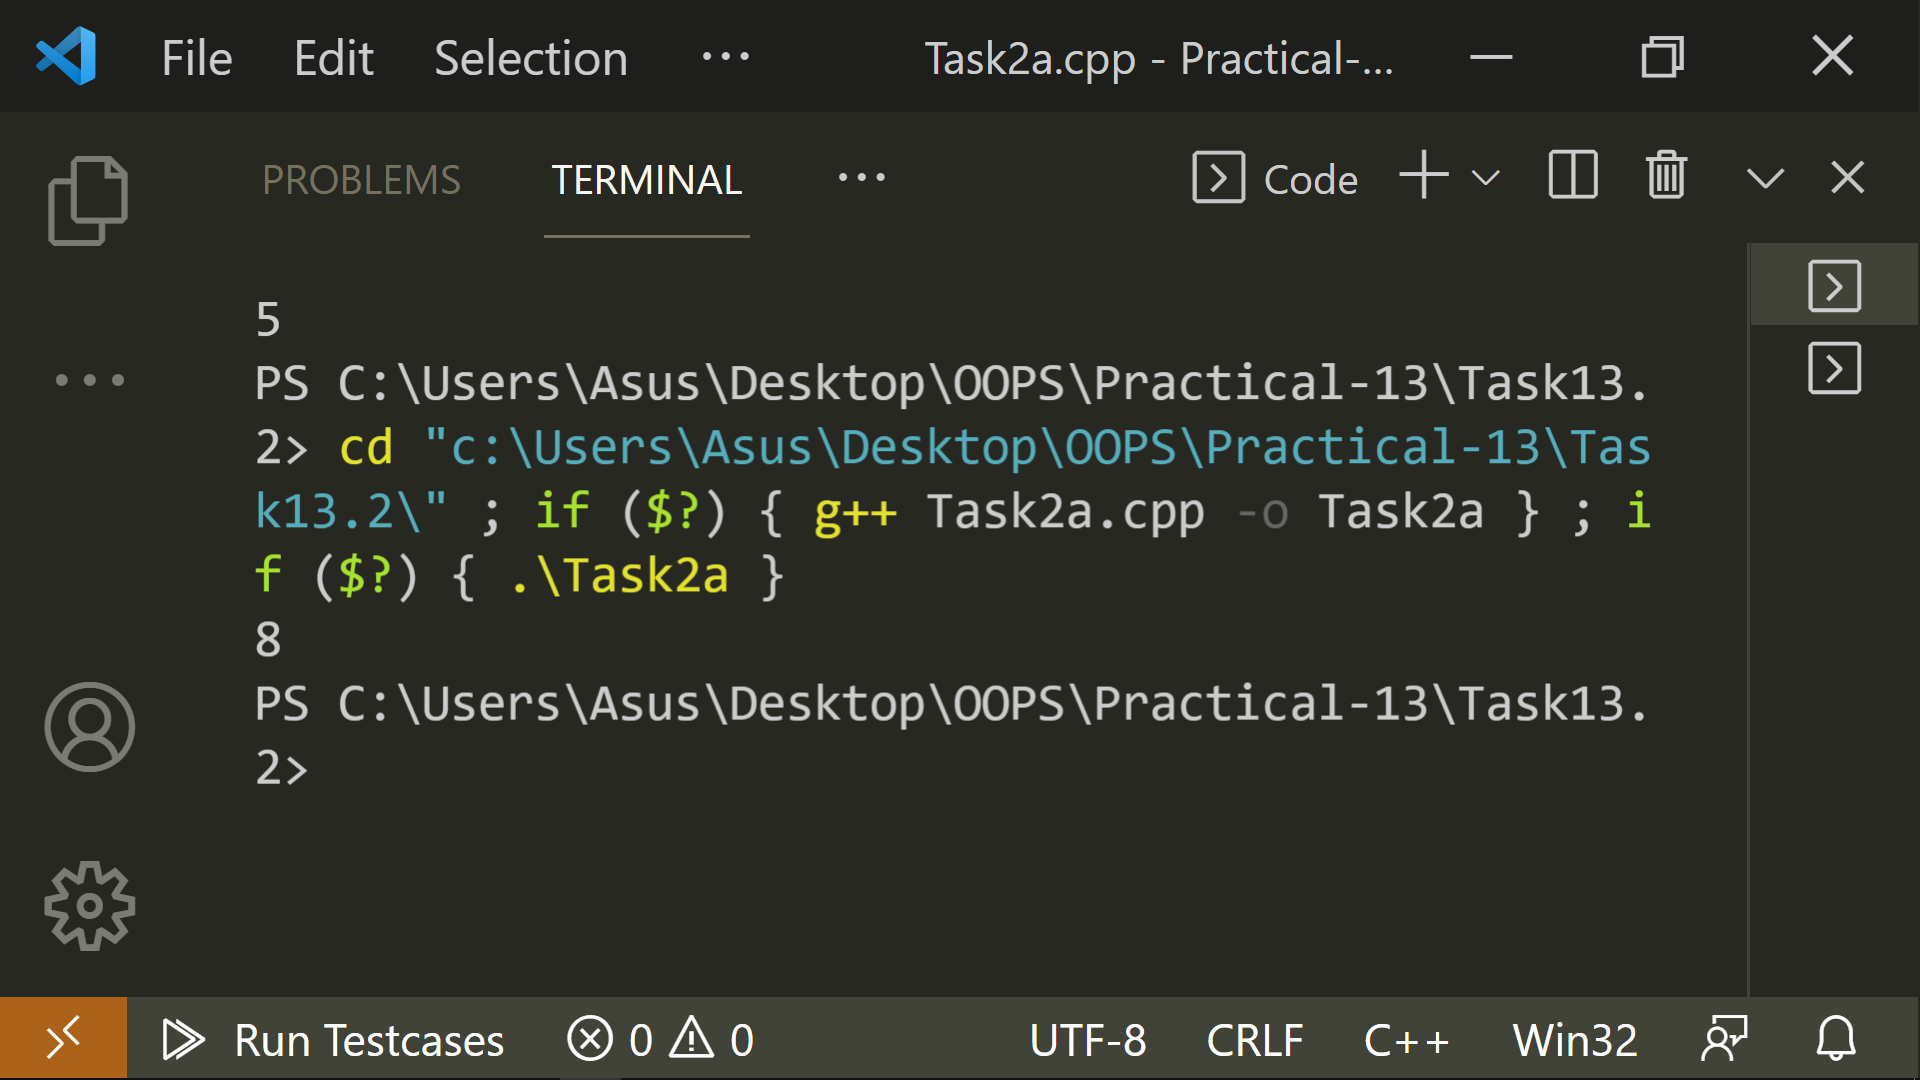 File Edit Selection ··· Task2a.cpp - Practical-...
PROBLEMS TERMINAL ··· Code
5
PS C:\Users\Asus\Desktop\OOPS\Practical-13\Task13.
2> cd "c:\Users\Asus\Desktop\OOPS\Practical-13\Tas
k13.2\" ; if ($?) { g++ Task2a.cpp -o Task2a } ; i
f ($?) { .\Task2a }
8
PS C:\Users\Asus\Desktop\OOPS\Practical-13\Task13.
2>
Run Testcases 0 0 UTF-8 CRLF C++ Win32